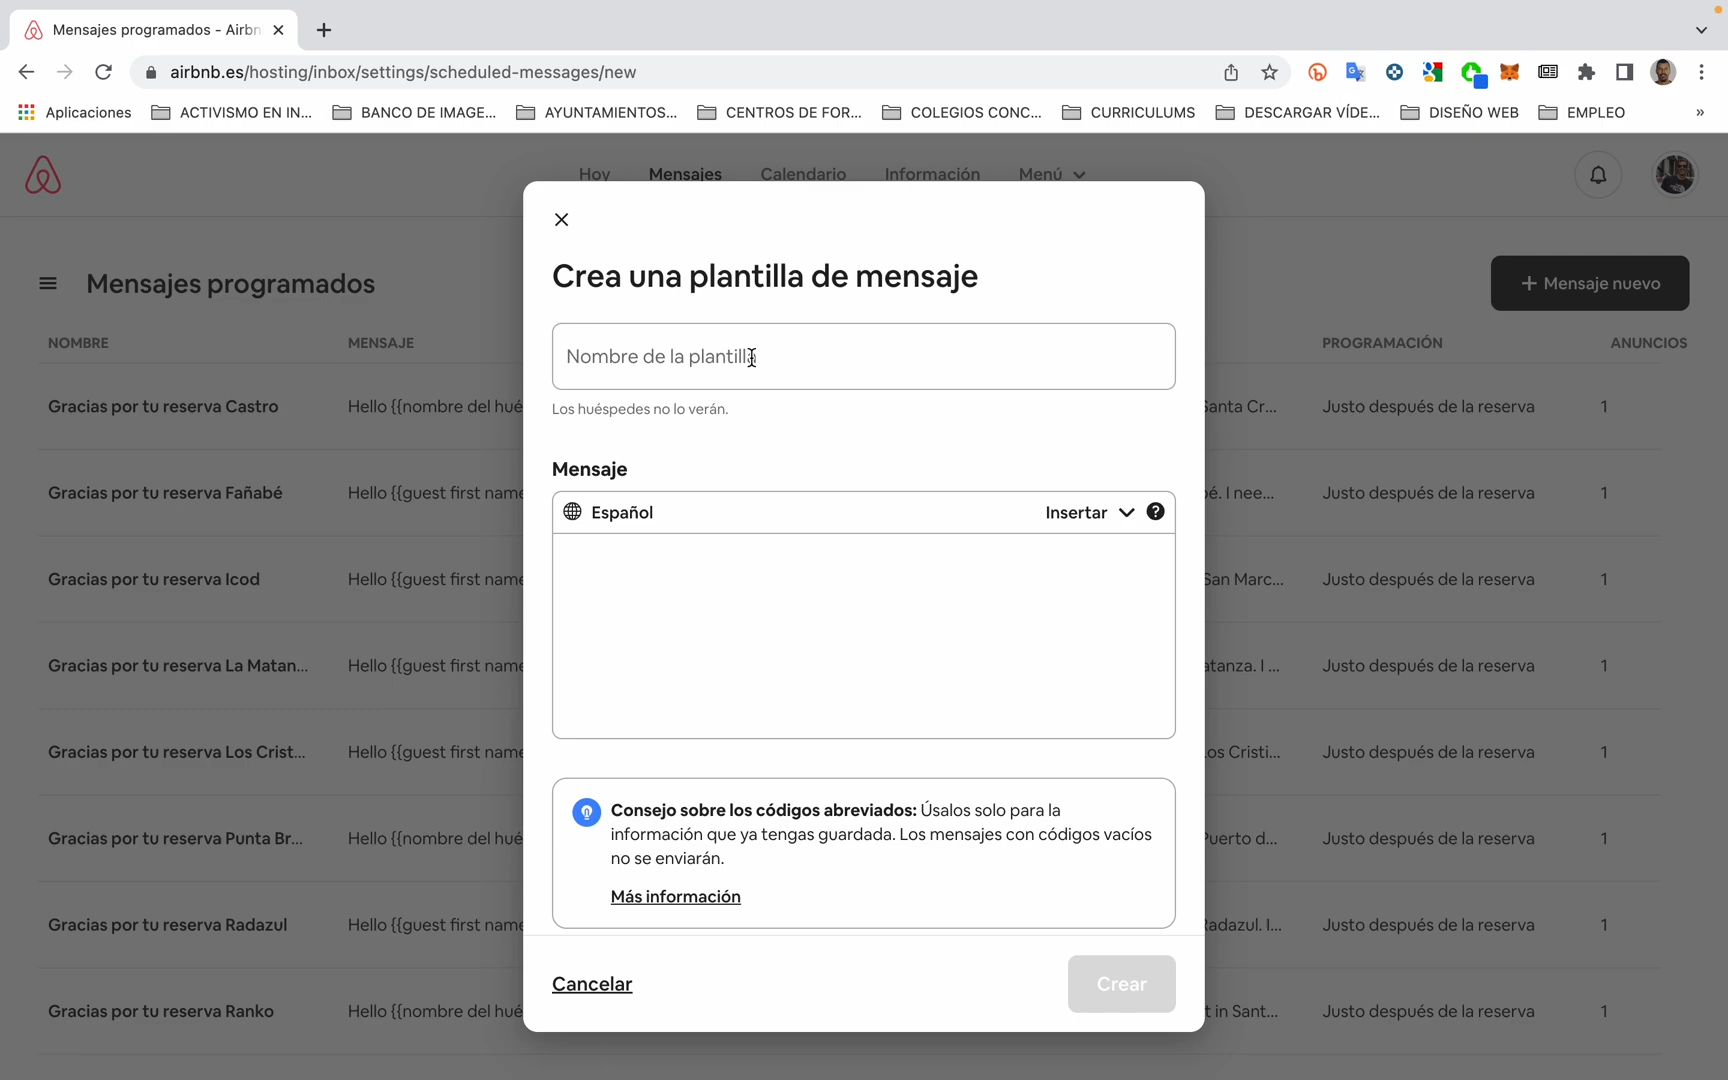 Mensajes programados - Airbn
airbnb.es/hosting/inbox/settings/scheduled-messages/new
Aplicaciones
ACTIVISMO EN IN...
BANCO DE IMAGE...
AYUNTAMIENTOS...
CENTROS DE FOR...
COLEGIOS CONC...
CURRICULUMS
DESCARGAR VÍDE...
DISEÑO WEB
EMPLEO
»
Hoy
Mensajes
Calendario
Información
Menú
Mensajes programados
+ Mensaje nuevo
NOMBRE
MENSAJE
PROGRAMACIÓN
ANUNCIOS
Gracias por tu reserva Castro
Hello {{nombre del hué
Santa Cr...
Justo después de la reserva
1
Gracias por tu reserva Fañabé
Hello {{guest first name
bé. I nee...
Justo después de la reserva
1
Gracias por tu reserva Icod
Hello {{guest first name
San Marc...
Justo después de la reserva
1
Gracias por tu reserva La Matan...
Hello {{guest first name
atanza. I ...
Justo después de la reserva
1
Gracias por tu reserva Los Crist...
Hello {{guest first name
Los Cristi...
Justo después de la reserva
1
Gracias por tu reserva Punta Br...
Hello {{nombre del hué
Puerto d...
Justo después de la reserva
1
Gracias por tu reserva Radazul
Hello {{guest first name
Radazul. I...
Justo después de la reserva
1
Gracias por tu reserva Ranko
Hello {{nombre del hué
t in Sant...
Justo después de la reserva
1
Crea una plantilla de mensaje
Nombre de la plantilla
Los huéspedes no lo verán.
Mensaje
Español
Insertar
Consejo sobre los códigos abreviados: Úsalos solo para la
información que ya tengas guardada. Los mensajes con códigos vacíos
no se enviarán.
Más información
Cancelar
Crear